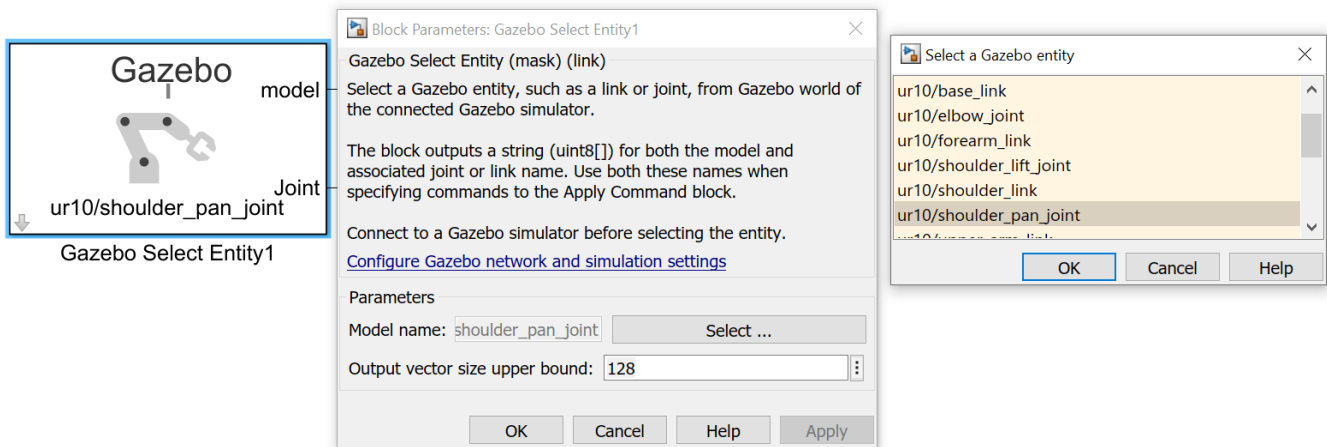 Gazebo
model
Joint
ur10/shoulder_pan_joint
Gazebo Select Entity1
Block Parameters: Gazebo Select Entity1
Gazebo Select Entity (mask) (link)
Select a Gazebo entity, such as a link or joint, from Gazebo world of
the connected Gazebo simulator.
The block outputs a string (uint8[]) for both the model and
associated joint or link name. Use both these names when
specifying commands to the Apply Command block.
Connect to a Gazebo simulator before selecting the entity.
Configure Gazebo network and simulation settings
Parameters
Model name: shoulder_pan_joint Select ...
Output vector size upper bound: 128
OK Cancel Help Apply
Select a Gazebo entity
ur10/base_link
ur10/elbow_joint
ur10/forearm_link
ur10/shoulder_lift_joint
ur10/shoulder_link
ur10/shoulder_pan_joint
OK Cancel Help